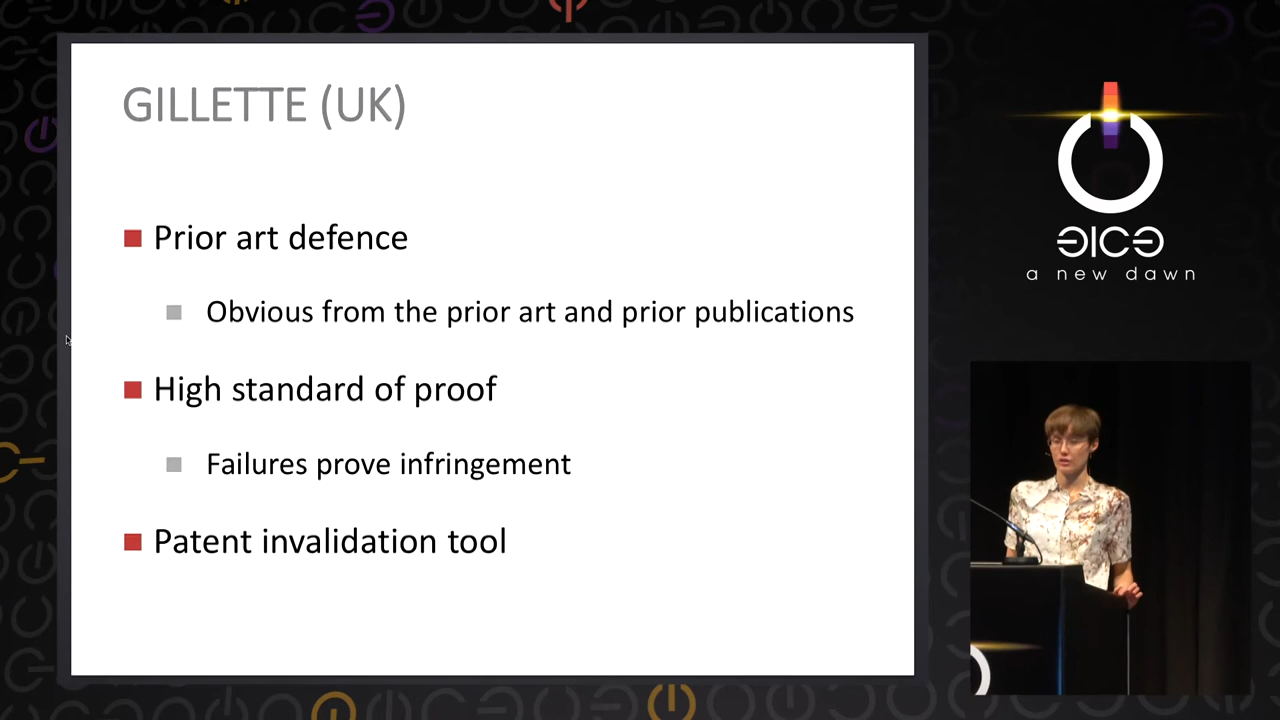 GILLETTE (UK)
Prior art defence
Obvious from the prior art and prior publications
High standard of proof
Failures prove infringement
Patent invalidation tool
a new dawn